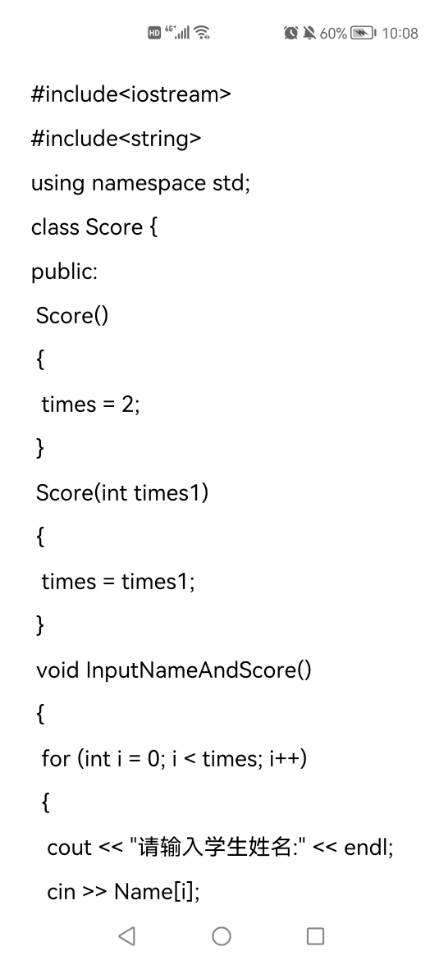 HD 46+ 60% 10:08
#include<iostream>
#include<string>
using namespace std;
class Score {
public:
Score()
{
times = 2;
}
Score(int times1)
{
times = times1;
}
void InputNameAndScore()
{
for (int i = 0; i < times; i++)
{
cout << "请输入学生姓名:" << endl;
cin >> Name[i];